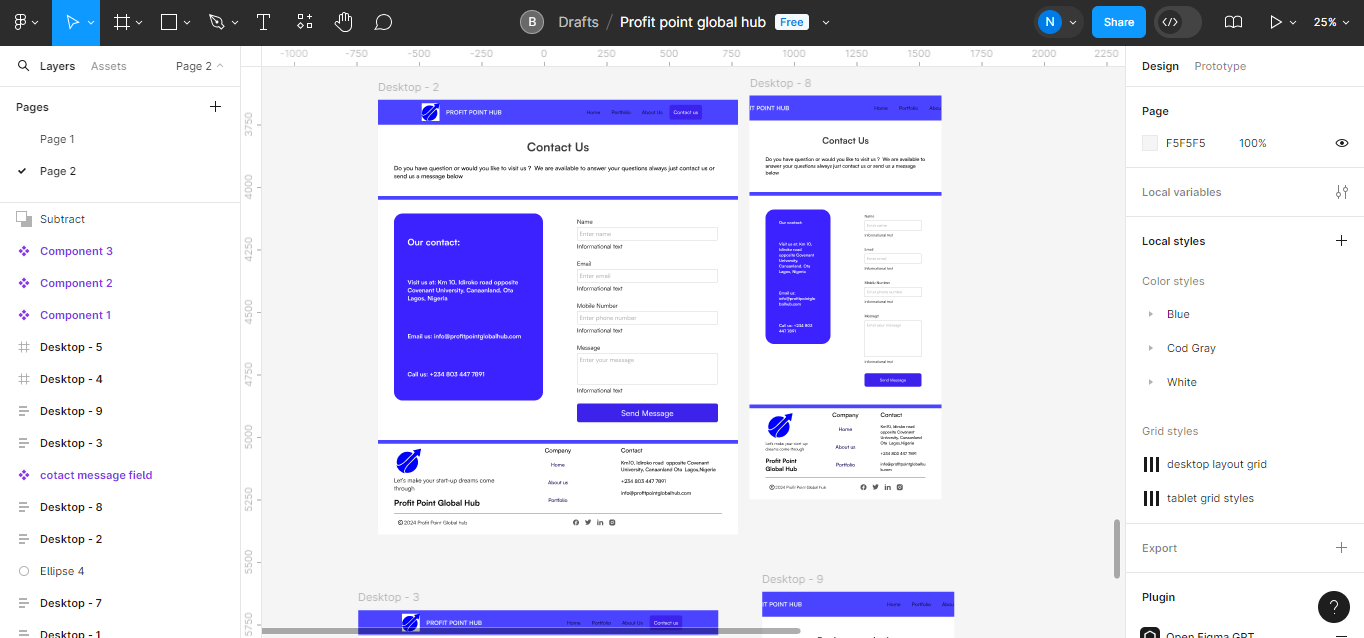 B
Drafts / Profit point global hub Free
N
Share
25%
Layers
Assets
Page 2
Pages
Page 1
Page 2
Subtract
Component 3
Component 2
Component 1
Desktop - 5
Desktop - 4
Desktop - 9
Desktop - 3
cotact message field
Desktop - 8
Desktop - 2
Ellipse 4
Desktop - 7
Desktop - 1
-1000 -750 -500 -250 0 250 500 750 1000 1250 1500 1750 2000 2250
3750
4000
4250
4500
4750
5000
5250
5500
5750
Desktop - 2
PROFIT POINT HUB
Home Portfolio About Us Contact us
Contact Us
Do you have question or would you like to visit us ? We are available to answer your questions always just contact us or
send us a message below
Our contact:
Visit us at: Km 10, Idiroko road opposite
Covenant University, Canaanland, Ota
Lagos, Nigeria
Email us: info@profitpointglobalhub.com
Call us: +234 803 447 7891
Name
Enter name
Informational text
Email
Enter email
Informational text
Mobile Number
Enter phone number
Informational text
Message
Enter your message
Informational text
Send Message
Let's make your start-up dreams come
through
Profit Point Global Hub
Company
Home
About us
Portfolio
Contact
Km10, Idiroko road opposite Covenant
University, Canaanland Ota Lagos,Nigeria
+234 803 447 7891
info@profitpointglobalhub.com
© 2024 Profit Point Global hub
Desktop - 8
IT POINT HUB
Home Portfolio Abou
Contact Us
Do you have question or would you like to visit us ? We are available to
answer your questions always just contact us or send us a message
below
Our contact:
Visit us at: Km 10,
Idiroko road
opposite Covenant
University,
Canaanland, Ota
Lagos, Nigeria
Email us:
info@profitpointglo
balhub.com
Call us: +234 803
447 7891
Name
Enter name
Informational text
Email
Enter email
Informational text
Mobile Number
Enter phone number
Informational text
Message
Enter your message
Informational text
Send Message
Let's make your start-up
dreams come through
Profit Point
Global Hub
Company
Home
About us
Portfolio
Contact
Km10, Idiroko road
opposite Covenant
University, Canaanland
Ota Lagos,Nigeria
+234 803 447 7891
info@profitpointglobalhu
b.com
© 2024 Profit Point Global hub
Desktop - 3
PROFIT POINT HUB
Home Portfolio About Us Contact us
Desktop - 9
IT POINT HUB
Home Portfolio Abou
Design
Prototype
Page
F5F5F5 100%
Local variables
Local styles
Color styles
Blue
Cod Gray
White
Grid styles
desktop layout grid
tablet grid styles
Export
Plugin
Open Figma GPT
?